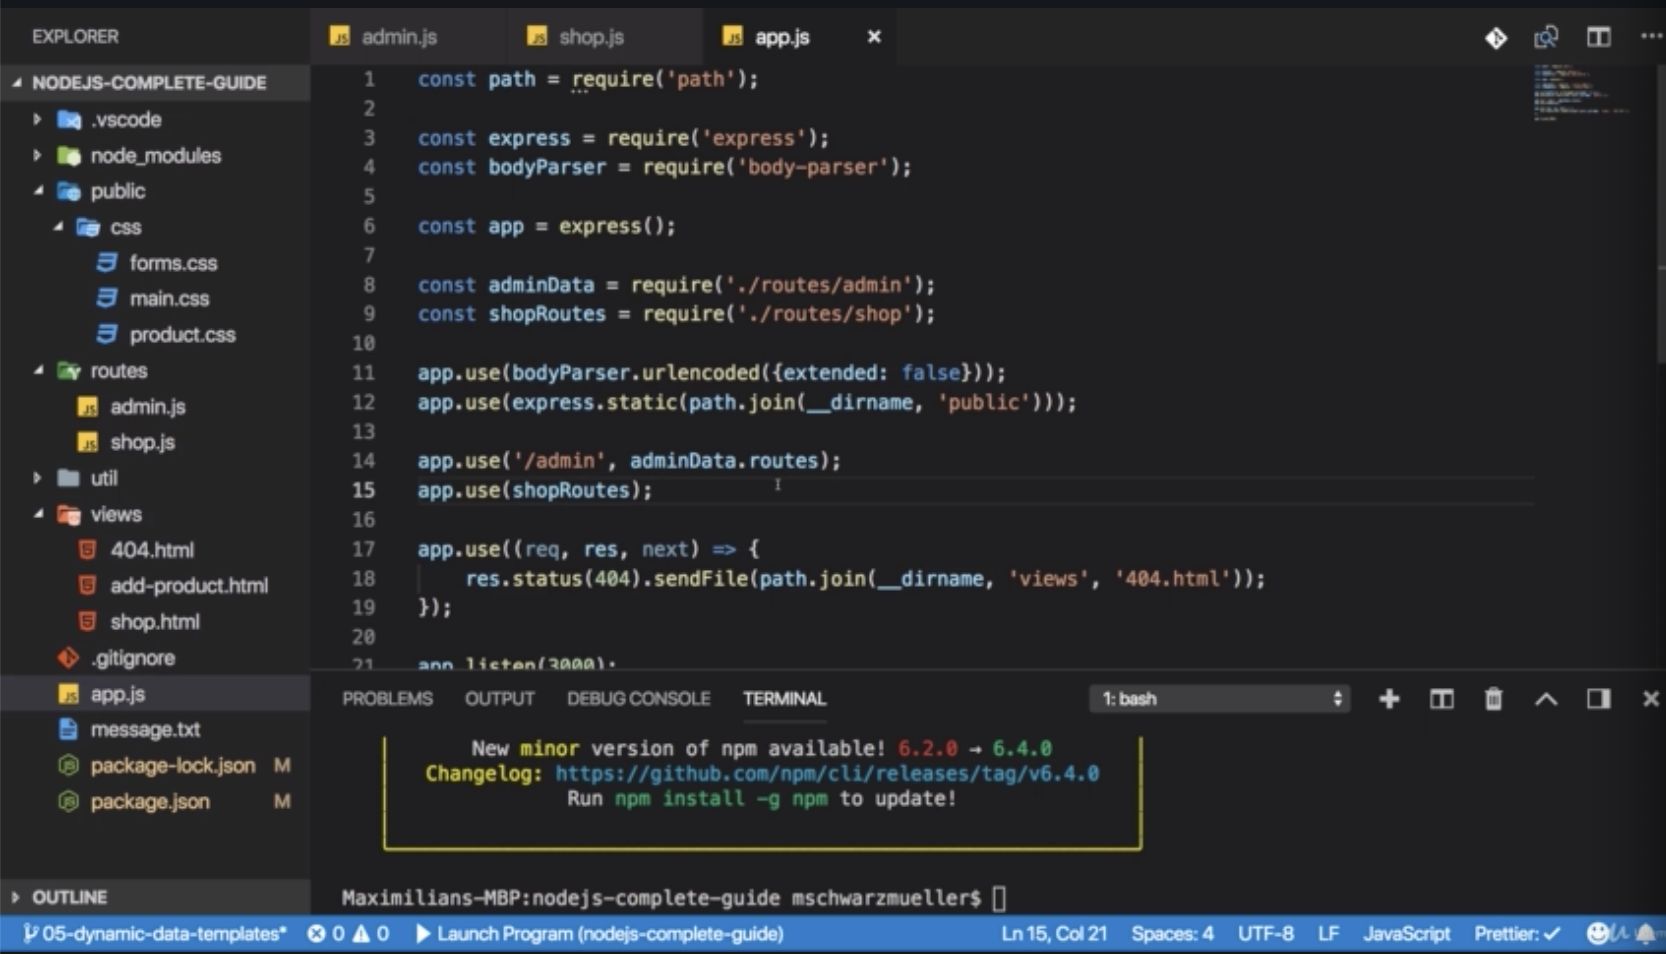 EXPLORER
NODEJS-COMPLETE-GUIDE
.vscode
node_modules
public
css
forms.css
main.css
product.css
routes
admin.js
shop.js
util
views
404.html
add-product.html
shop.html
.gitignore
app.js
message.txt
package-lock.json M
package.json M
OUTLINE
admin.js shop.js app.js
1 const path = require('path');
2
3 const express = require('express');
4 const bodyParser = require('body-parser');
5
6 const app = express();
7
8 const adminData = require('./routes/admin');
9 const shopRoutes = require('./routes/shop');
10
11 app.use(bodyParser.urlencoded({extended: false}));
12 app.use(express.static(path.join(__dirname, 'public')));
13
14 app.use('/admin', adminData.routes);
15 app.use(shopRoutes);
16
17 app.use((req, res, next) => {
18 res.status(404).sendFile(path.join(__dirname, 'views', '404.html'));
19 });
20
21 app.listen(3000);
PROBLEMS OUTPUT DEBUG CONSOLE TERMINAL 1: bash
New minor version of npm available! 6.2.0 → 6.4.0
Changelog: https://github.com/npm/cli/releases/tag/v6.4.0
Run npm install -g npm to update!
Maximilians-MBP:nodejs-complete-guide mschwarzmueller$
05-dynamic-data-templates* 0 0 Launch Program (nodejs-complete-guide) Ln 15, Col 21 Spaces: 4 UTF-8 LF JavaScript Prettier: ✓